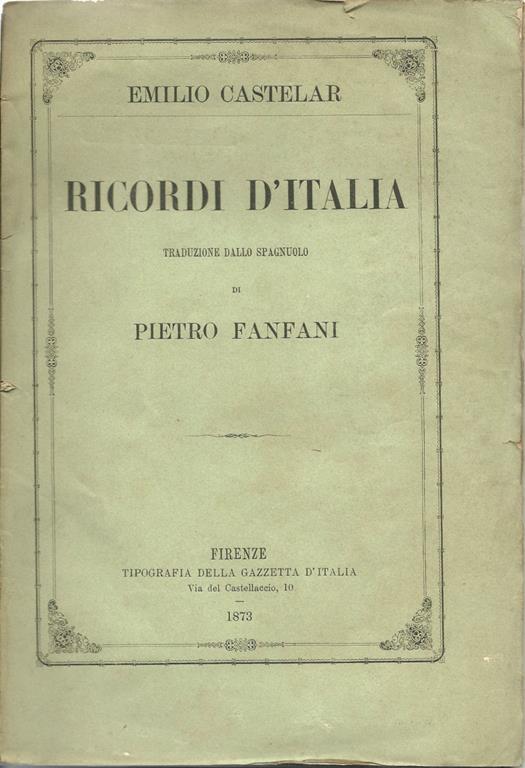 EMILIO CASTELAR
RICORDI D'ITALIA
TRADUZIONE DALLO SPAGNUOLO
DI
PIETRO FANFANI
FIRENZE
TIPOGRAFIA DELLA GAZZETTA D'ITALIA
Via del Castellaccio, 10
—
1873